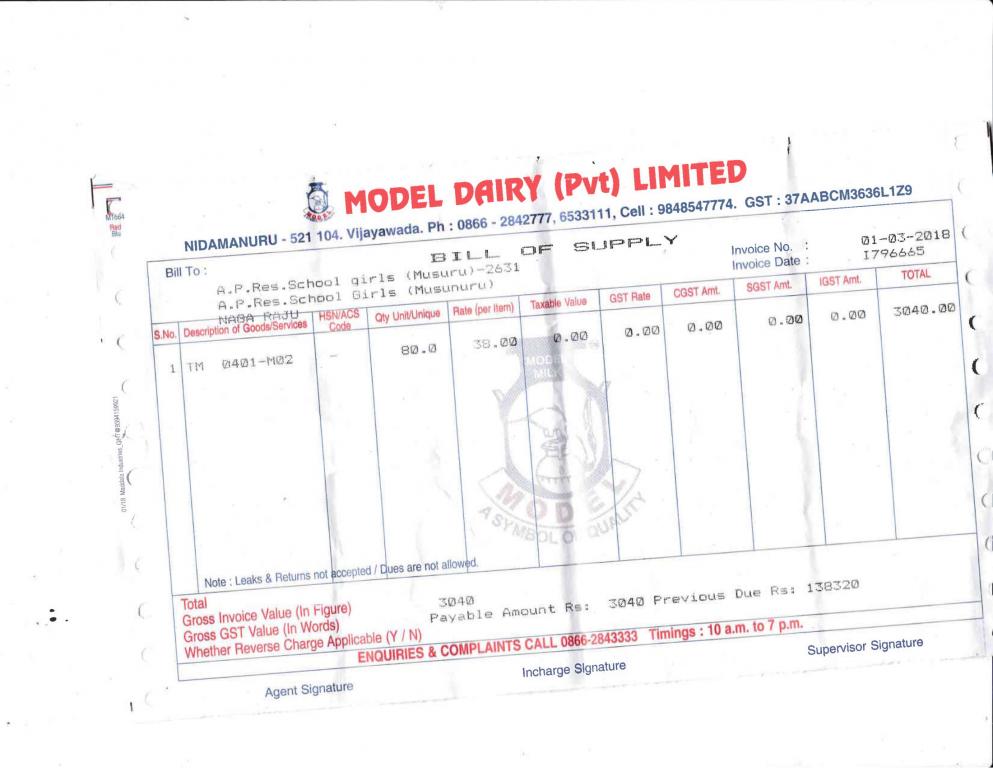 MODEL DAIRY (Pvt) LIMITED
NIDAMANURU - 521 104. Vijayawada. Ph : 0866 - 2842777, 6533111, Cell : 9848547774. GST : 37AABCM3636L1Z9
BILL OF SUPPLY
Bill To :
A.P.Res.School girls (Musuru)-2631
A.P.Res.School Girls (Musunuru)
NAGA RAJU
Invoice No. : 01-03-2018
Invoice Date : I796665
S.No. Description of Goods/Services HSN/ACS Code Qty Unit/Unique Rate (per Item) Taxable Value GST Rate CGST Amt. SGST Amt. IGST Amt. TOTAL
1 TM 0401-M02 - 80.0 38.00 0.00 0.00 0.00 0.00 0.00 3040.00
MODEL
MILK
MODEL
A SYMBOL OF QUALITY
Note : Leaks & Returns not accepted / Dues are not allowed.
Total 3040
Gross Invoice Value (In Figure) Payable Amount Rs: 3040 Previous Due Rs: 138320
Gross GST Value (In Words)
Whether Reverse Charge Applicable (Y / N)
ENQUIRIES & COMPLAINTS CALL 0866-2843333 Timings : 10 a.m. to 7 p.m.
Agent Signature Incharge Signature Supervisor Signature
M1664
Red
Blu